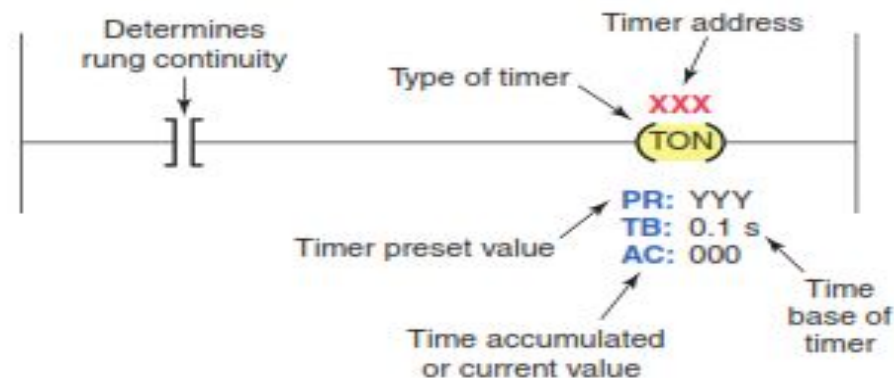 Determines
rung continuity
Timer address
Type of timer
XXX
TON
PR: YYY
TB: 0.1 s
AC: 000
Timer preset value
Time
base of
timer
Time accumulated
or current value